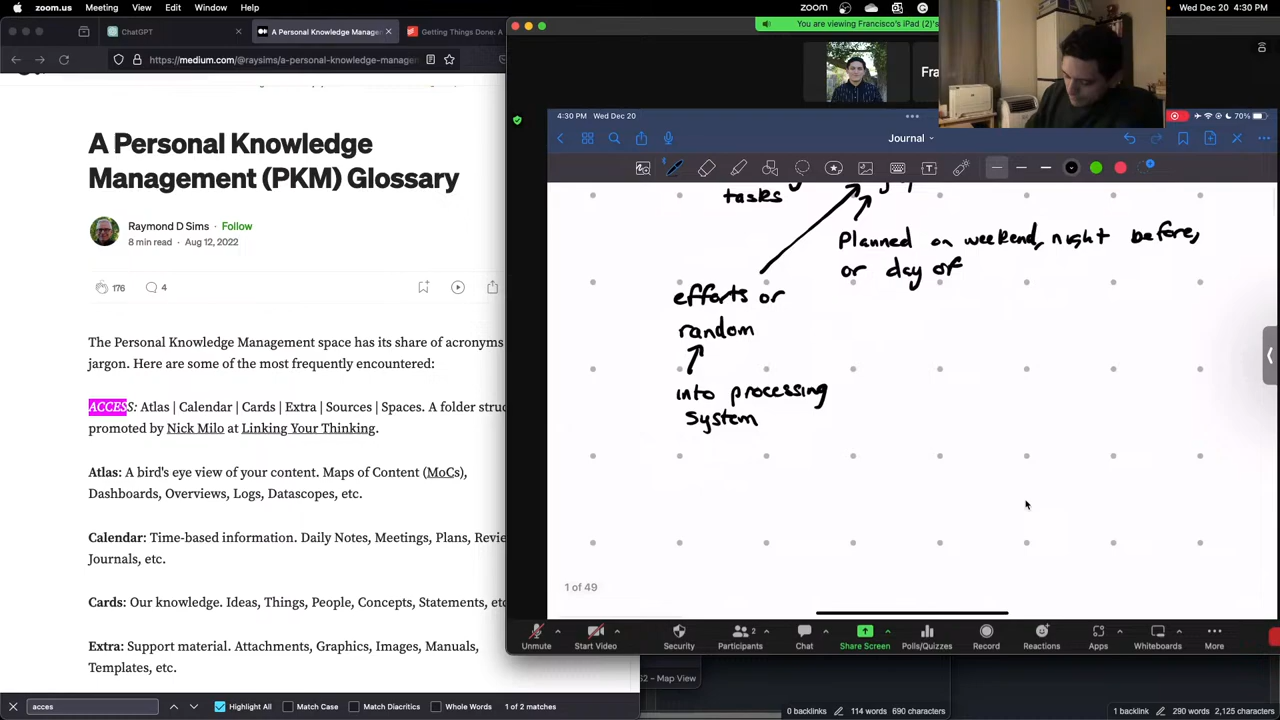 zoom.us Meeting View Edit Window Help
zoom Wed Dec 20 4:30 PM
ChatGPT
A Personal Knowledge Manage
Getting Things Done: A
https://medium.com/@raysims/a-personal-knowledge-manage
A Personal Knowledge
Management (PKM) Glossary
Raymond D Sims · Follow
8 min read · Aug 12, 2022
176 4
The Personal Knowledge Management space has its share of acronyms
jargon. Here are some of the most frequently encountered:
ACCESS: Atlas | Calendar | Cards | Extra | Sources | Spaces. A folder struc
promoted by Nick Milo at Linking Your Thinking.
Atlas: A bird's eye view of your content. Maps of Content (MoCs),
Dashboards, Overviews, Logs, Datascopes, etc.
Calendar: Time-based information. Daily Notes, Meetings, Plans, Revie
Journals, etc.
Cards: Our knowledge. Ideas, Things, People, Concepts, Statements, etc
Extra: Support material. Attachments, Graphics, Images, Manuals,
Templates, etc.
acces
Highlight All Match Case Match Diacritics Whole Words 1 of 2 matches
You are viewing Francisco's iPad (2)'s
Fra
4:30 PM Wed Dec 20
70%
Journal
tasks
Planned on weekend, night before,
or day of
efforts or
random
into processing
system
1 of 49
Unmute Start Video Security Participants 2 Chat Share Screen Polls/Quizzes Record Reactions Apps Whiteboards More
52 – Map View
0 backlinks 114 words 690 characters
1 backlink 290 words 2,125 characters